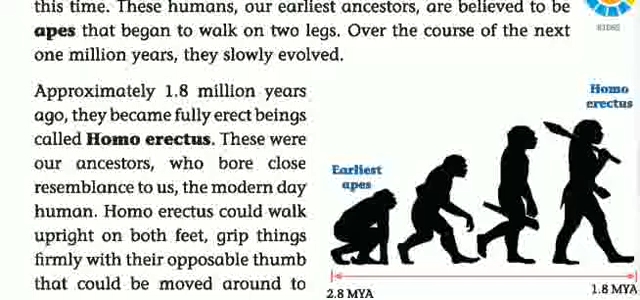 this time. These humans, our earliest ancestors, are believed to be
apes that began to walk on two legs. Over the course of the next
one million years, they slowly evolved.
Approximately 1.8 million years
ago, they became fully erect beings
called Homo erectus. These were
our ancestors, who bore close
resemblance to us, the modern day
human. Homo erectus could walk
upright on both feet, grip things
firmly with their opposable thumb
that could be moved around to
Homo
erectus
Earliest
apes
2.8 MYA
1.8 MYA